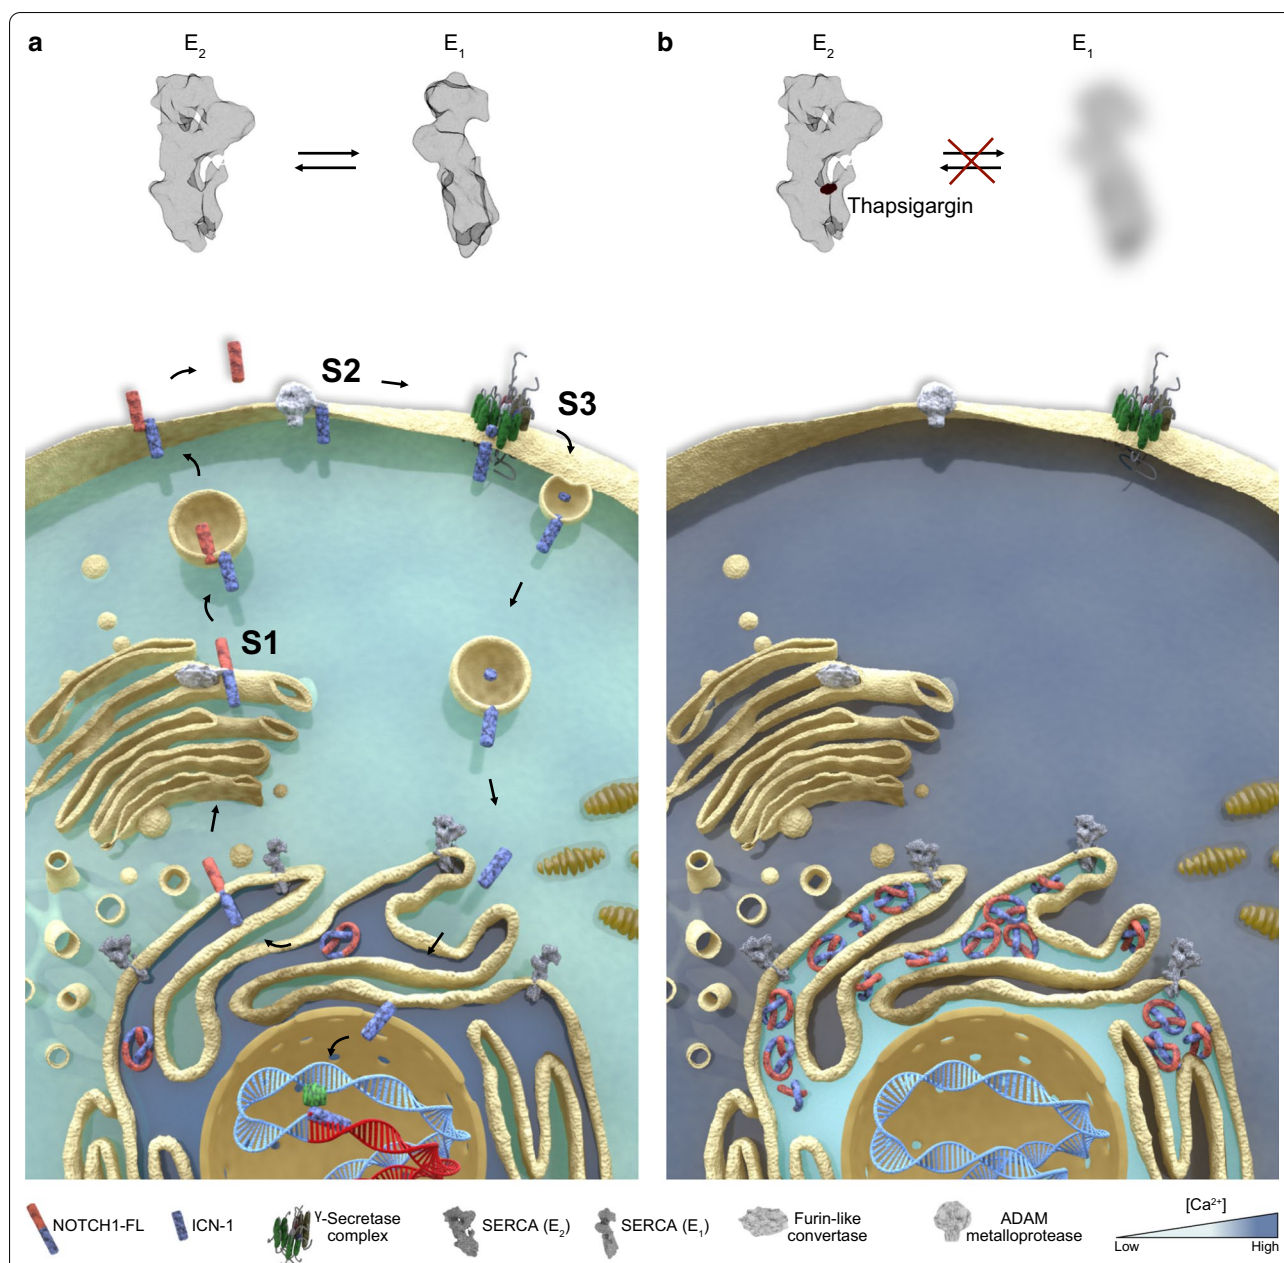 a
E₂
E₁
b
E₂
E₁
Thapsigargin
S2
S3
S1
NOTCH1-FL
ICN-1
γ-Secretase
complex
SERCA (E₂)
SERCA (E₁)
Furin-like
convertase
ADAM
metalloprotease
[Ca²⁺]
Low
High